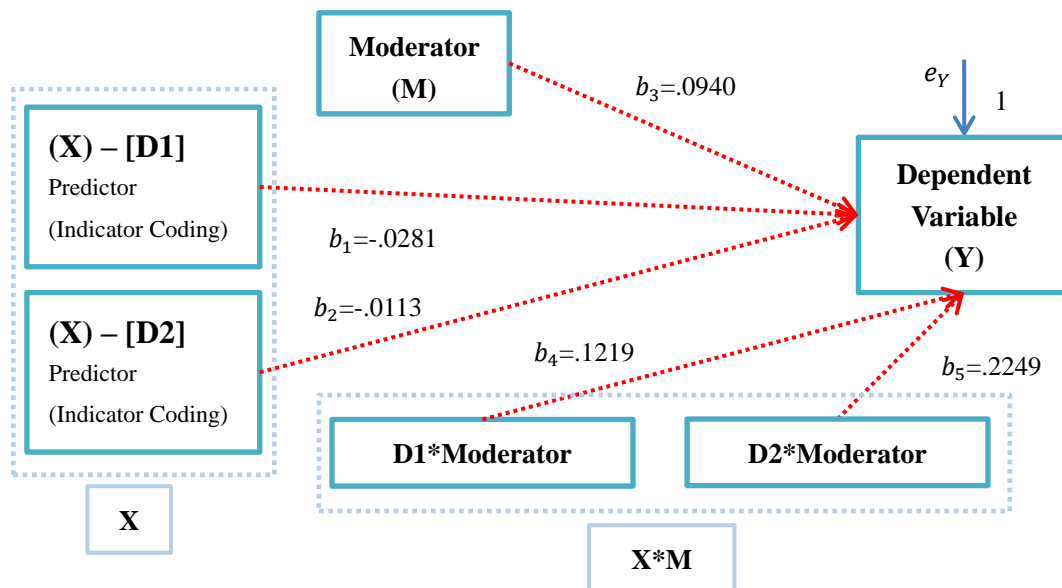 Moderator
(M)
b₃=.0940
e_Y
1
(X) – [D1]
Predictor
(Indicator Coding)
b₁=-.0281
Dependent
Variable
(Y)
(X) – [D2]
Predictor
(Indicator Coding)
b₂=-.0113
b₄=.1219
b₅=.2249
D1*Moderator
D2*Moderator
X
X*M